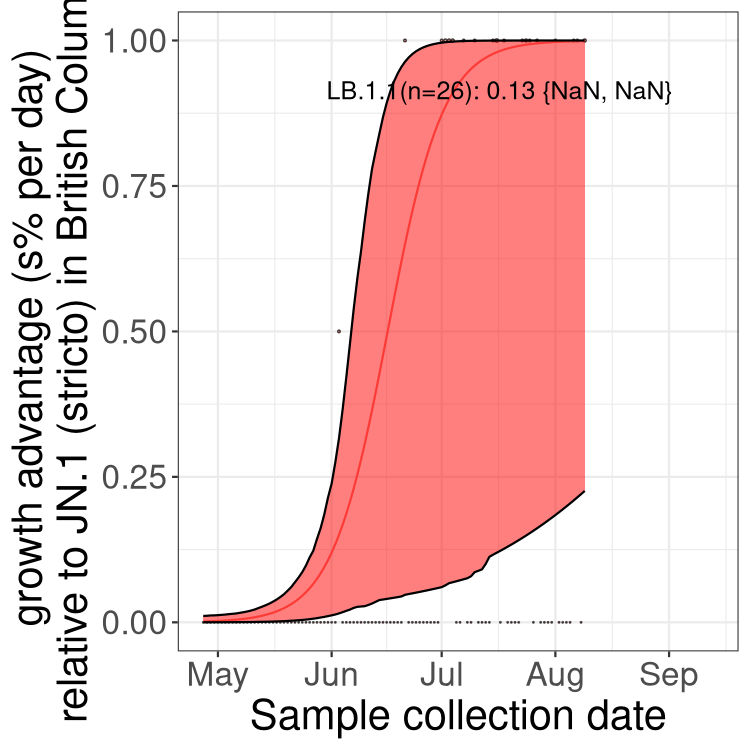 growth advantage (s% per day)
relative to JN.1 (stricto) in British Colum
1.00
0.75
0.50
0.25
0.00
LB.1.1(n=26): 0.13 {NaN, NaN}
May Jun Jul Aug Sep
Sample collection date